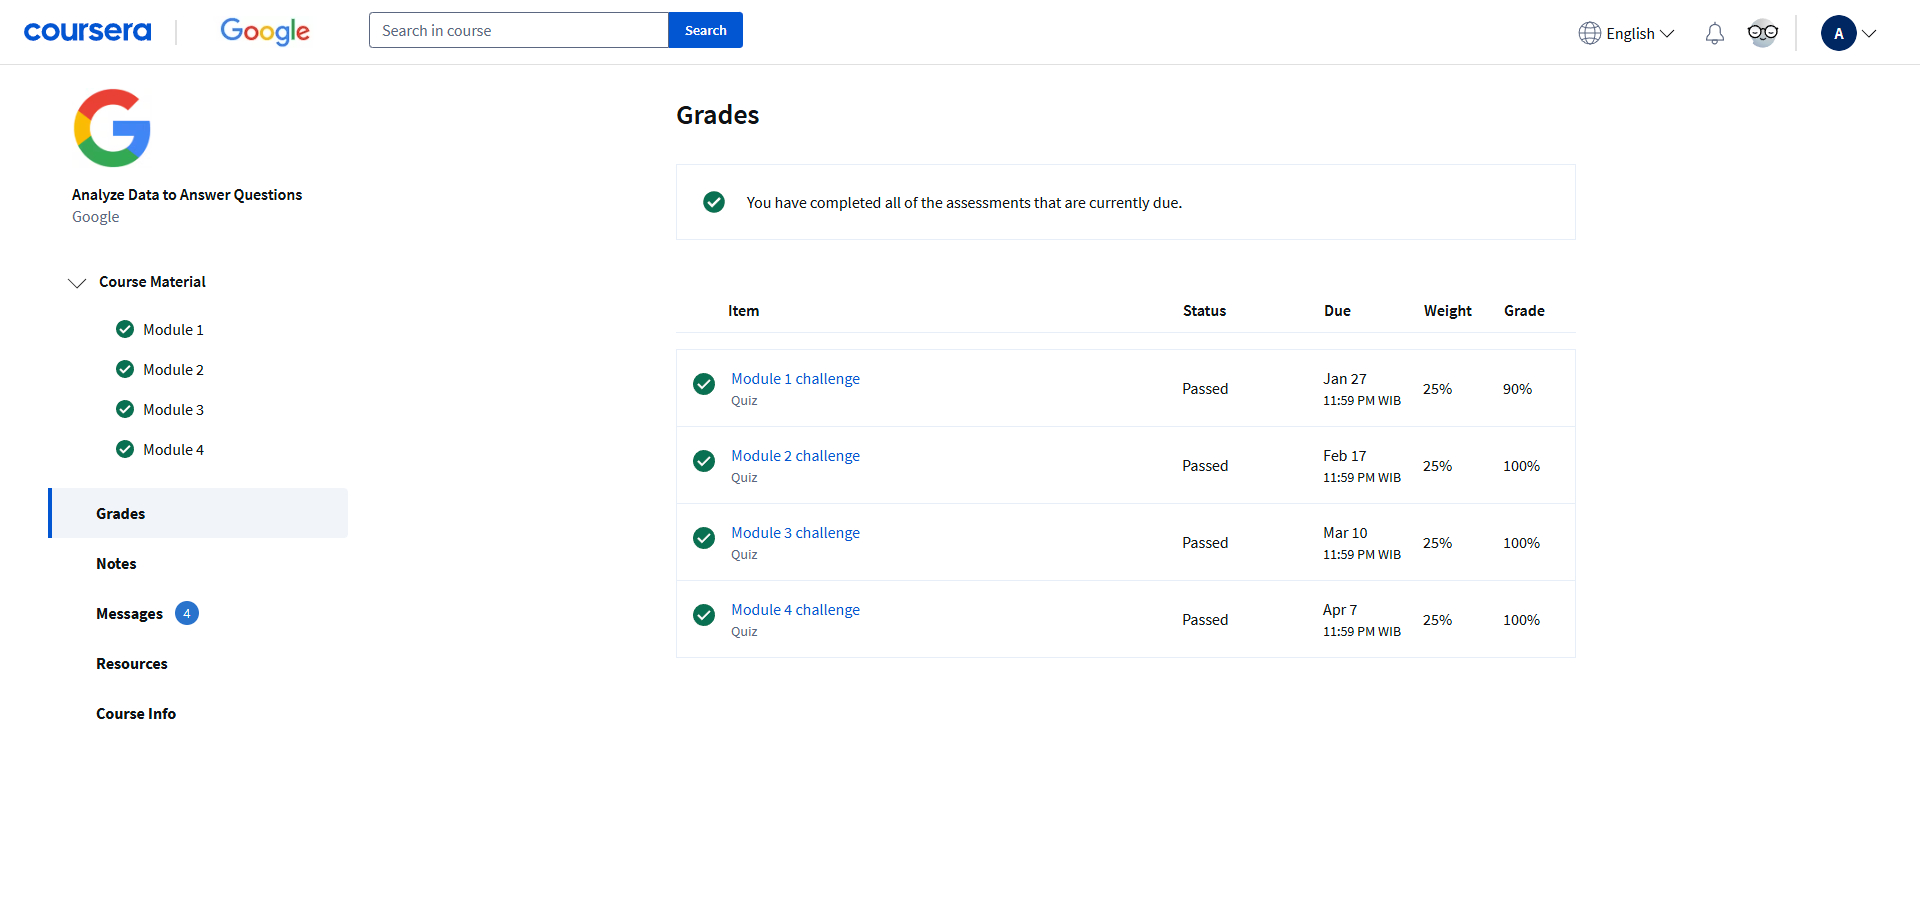 coursera
Google
Search in course
Search
English
A
Analyze Data to Answer Questions
Google
Course Material
Module 1
Module 2
Module 3
Module 4
Grades
Notes
Messages 4
Resources
Course Info
Grades
You have completed all of the assessments that are currently due.
Item Status Due Weight Grade
Module 1 challenge
Quiz
Passed
Jan 27
11:59 PM WIB
25%
90%
Module 2 challenge
Quiz
Passed
Feb 17
11:59 PM WIB
25%
100%
Module 3 challenge
Quiz
Passed
Mar 10
11:59 PM WIB
25%
100%
Module 4 challenge
Quiz
Passed
Apr 7
11:59 PM WIB
25%
100%